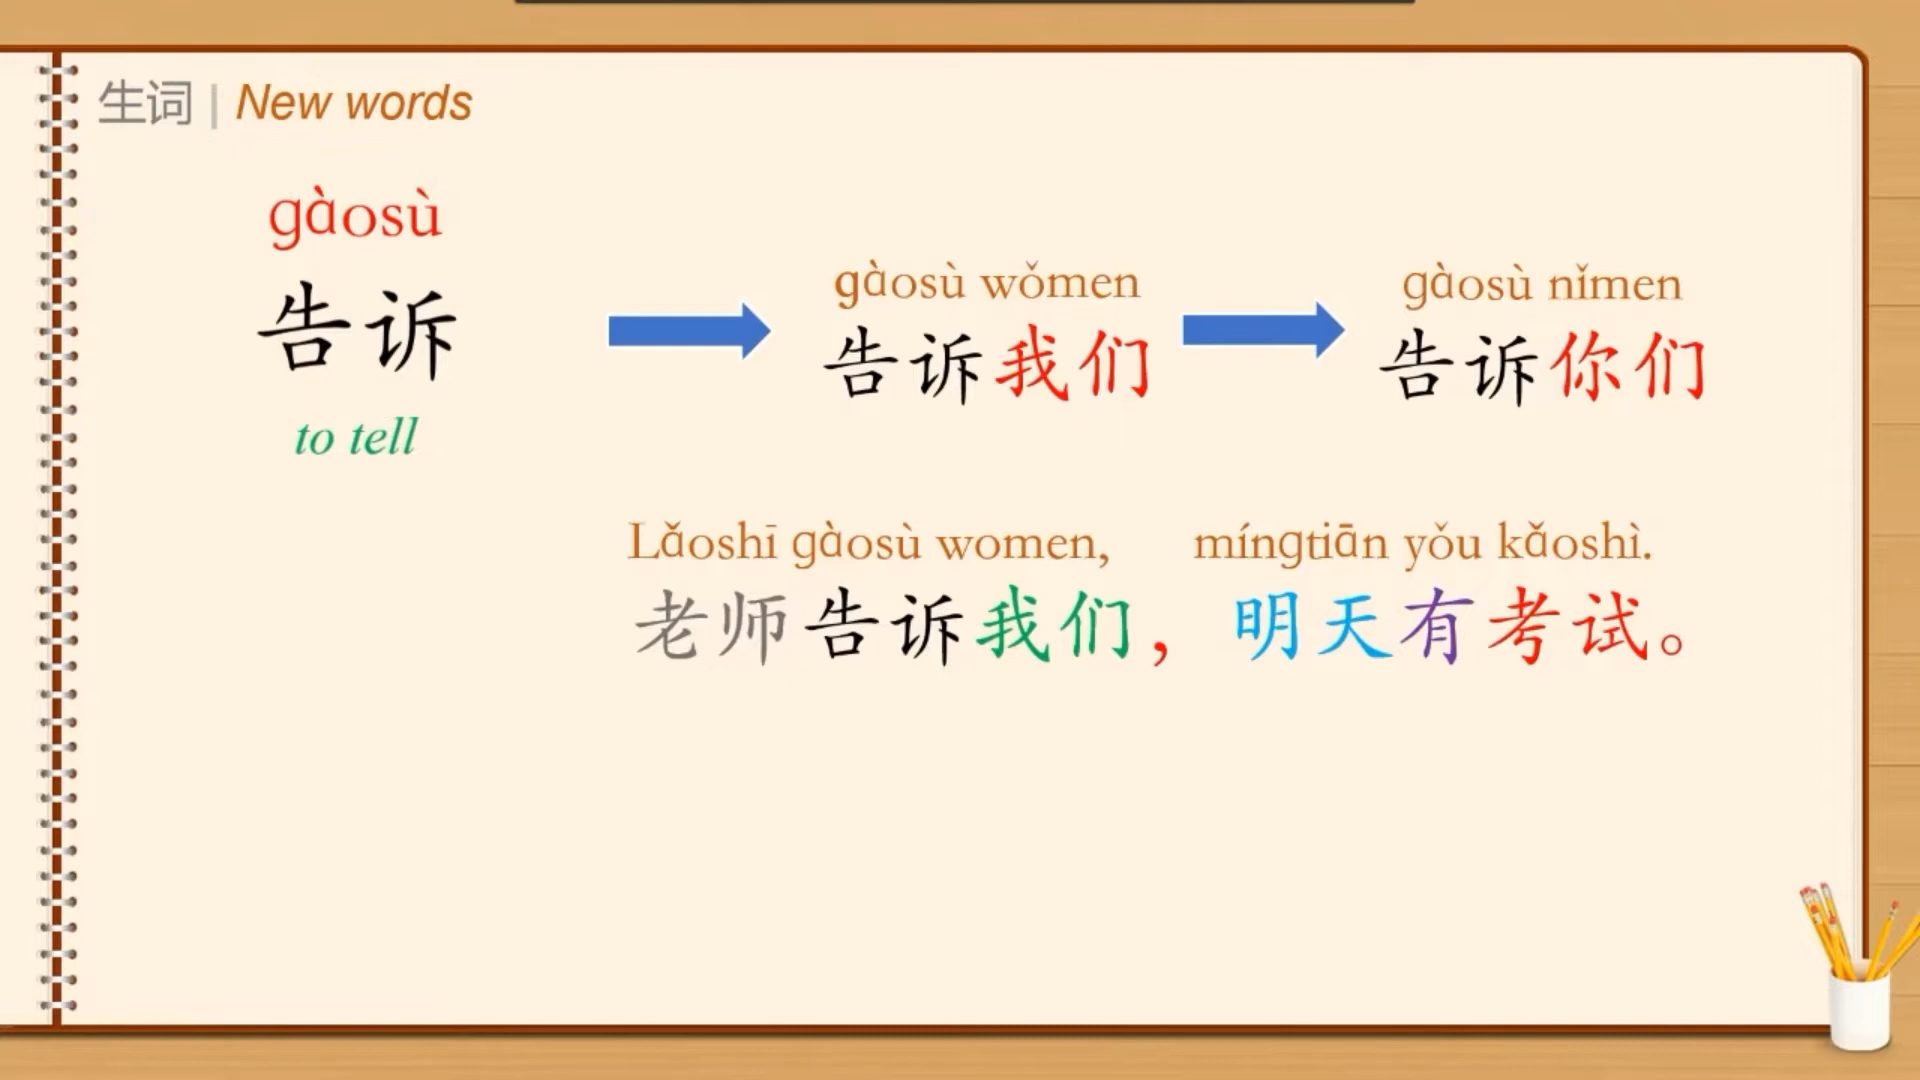 生词 | New words
gàosù
告诉
to tell
gàosù wǒmen
告诉我们
gàosù nǐmen
告诉你们
Lǎoshī gàosù women, míngtiān yǒu kǎoshì.
老师告诉我们，明天有考试。